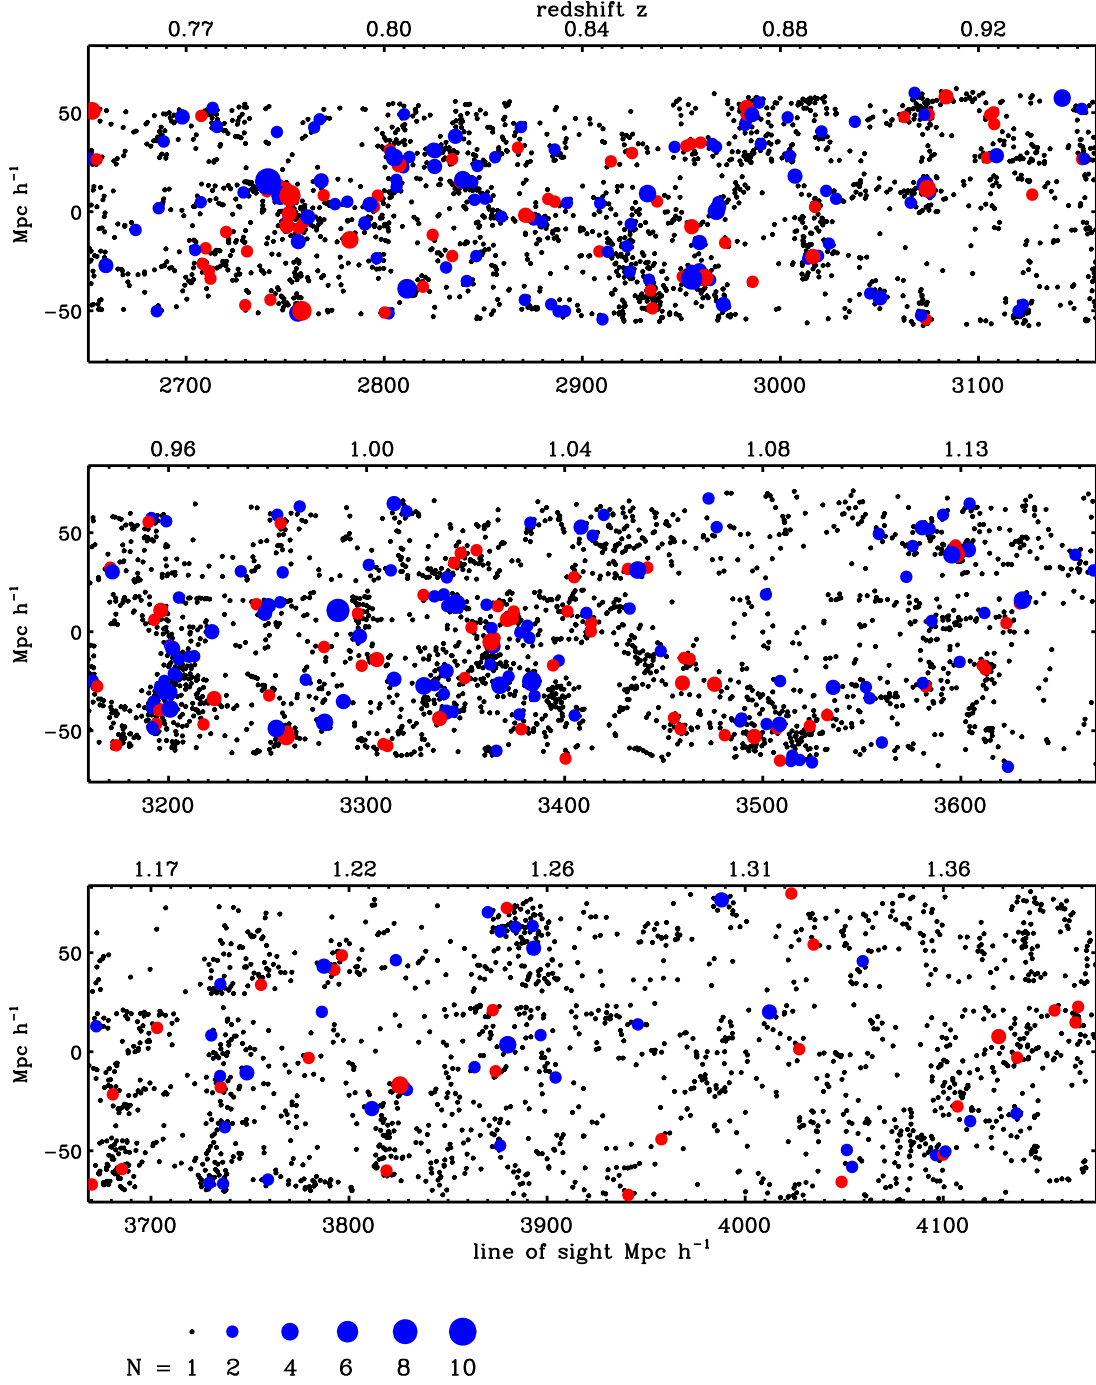 redshift z
0.77 0.80 0.84 0.88 0.92
50
0
−50
Mpc h⁻¹
2700 2800 2900 3000 3100
0.96 1.00 1.04 1.08 1.13
50
0
−50
Mpc h⁻¹
3200 3300 3400 3500 3600
1.17 1.22 1.26 1.31 1.36
50
0
−50
Mpc h⁻¹
3700 3800 3900 4000 4100
line of sight Mpc h⁻¹
N = 1 2 4 6 8 10